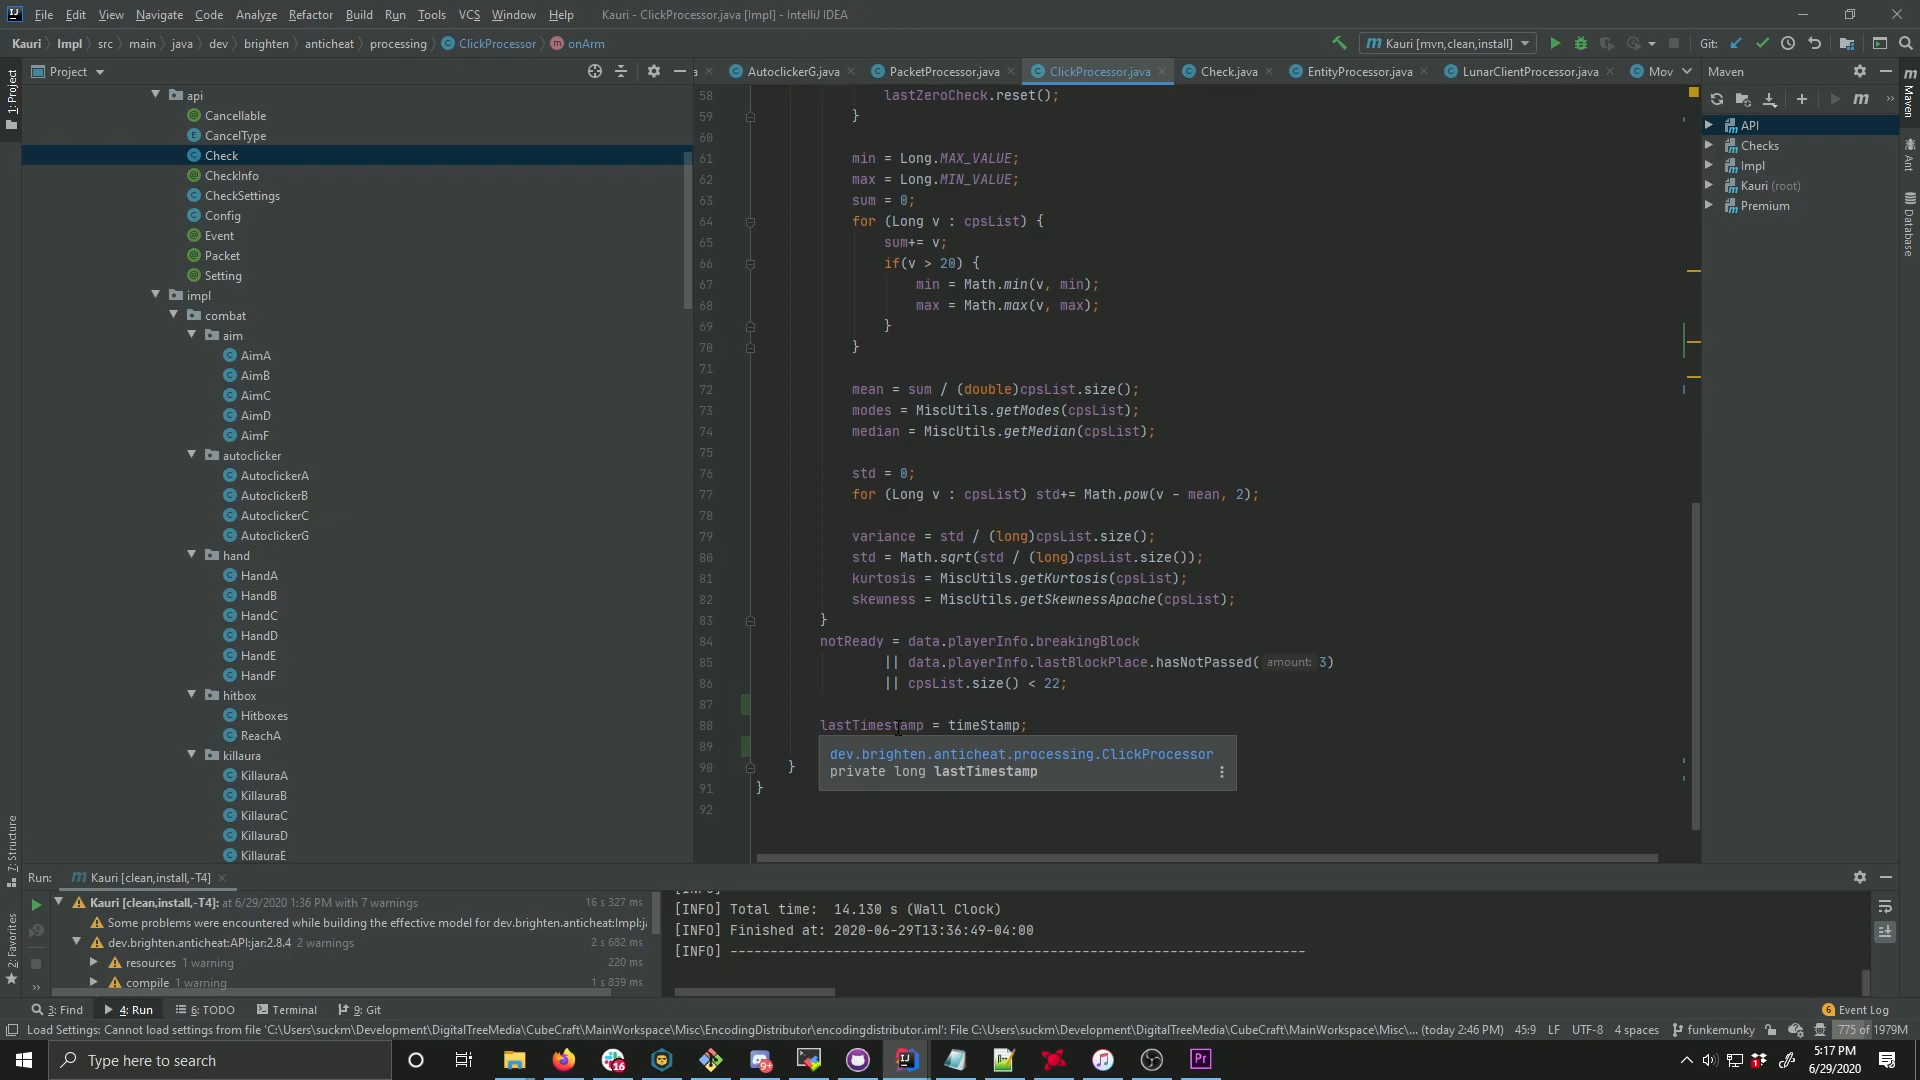 File Edit View Navigate Code Analyze Refactor Build Run Tools VCS Window Help Kauri - ClickProcessor.java [Impl] - IntelliJ IDEA
Kauri Impl src main java dev brighten anticheat processing ClickProcessor onArm
Kauri [mvn,clean,install] Git:
Project
AutoclickerG.java PacketProcessor.java ClickProcessor.java Check.java EntityProcessor.java LunarClientProcessor.java Mov
Maven
1: Project
7: Structure
2: Favorites
api
Cancellable
CancelType
Check
CheckInfo
CheckSettings
Config
Event
Packet
Setting
impl
combat
aim
AimA
AimB
AimC
AimD
AimF
autoclicker
AutoclickerA
AutoclickerB
AutoclickerC
AutoclickerG
hand
HandA
HandB
HandC
HandD
HandE
HandF
hitbox
Hitboxes
ReachA
killaura
KillauraA
KillauraB
KillauraC
KillauraD
KillauraE
58 lastZeroCheck.reset();
59 }
60
61 min = Long.MAX_VALUE;
62 max = Long.MIN_VALUE;
63 sum = 0;
64 for (Long v : cpsList) {
65 sum+= v;
66 if(v > 20) {
67 min = Math.min(v, min);
68 max = Math.max(v, max);
69 }
70 }
71
72 mean = sum / (double)cpsList.size();
73 modes = MiscUtils.getModes(cpsList);
74 median = MiscUtils.getMedian(cpsList);
75
76 std = 0;
77 for (Long v : cpsList) std+= Math.pow(v - mean, 2);
78
79 variance = std / (long)cpsList.size();
80 std = Math.sqrt(std / (long)cpsList.size());
81 kurtosis = MiscUtils.getKurtosis(cpsList);
82 skewness = MiscUtils.getSkewnessApache(cpsList);
83 }
84 notReady = data.playerInfo.breakingBlock
85 || data.playerInfo.lastBlockPlace.hasNotPassed( amount: 3)
86 || cpsList.size() < 22;
87
88 lastTimestamp = timeStamp;
89
90 }
91 }
92
dev.brighten.anticheat.processing.ClickProcessor
private long lastTimestamp
API
Checks
Impl
Kauri (root)
Premium
Maven
Ant
Database
Run: Kauri [clean,install,-T4]
Kauri [clean,install,-T4]: at 6/29/2020 1:36 PM with 7 warnings 16 s 327 ms
Some problems were encountered while building the effective model for dev.brighten.anticheat:Impl:j
dev.brighten.anticheat:API:jar:2.8.4 2 warnings 2 s 682 ms
resources 1 warning 220 ms
compile 1 warning 1 s 839 ms
[INFO] Total time: 14.130 s (Wall Clock)
[INFO] Finished at: 2020-06-29T13:36:49-04:00
[INFO] ------------------------------------------------------------------------
3: Find 4: Run 6: TODO Terminal 9: Git 6 Event Log
Load Settings: Cannot load settings from file 'C:\Users\suckm\Development\DigitalTreeMedia\CubeCraft\MainWorkspace\Misc\EncodingDistributor\encodingdistributor.iml': File C:\Users\suckm\Development\DigitalTreeMedia\CubeCraft\MainWorkspace\Misc\... (today 2:46 PM) 45:9 LF UTF-8 4 spaces funkemunky 775 of 1979M
Type here to search
16
9+
Pr
5:17 PM
6/29/2020